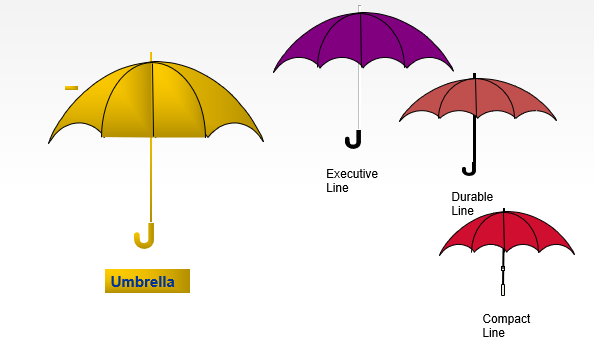 Umbrella
Executive
Line
Durable
Line
Compact
Line